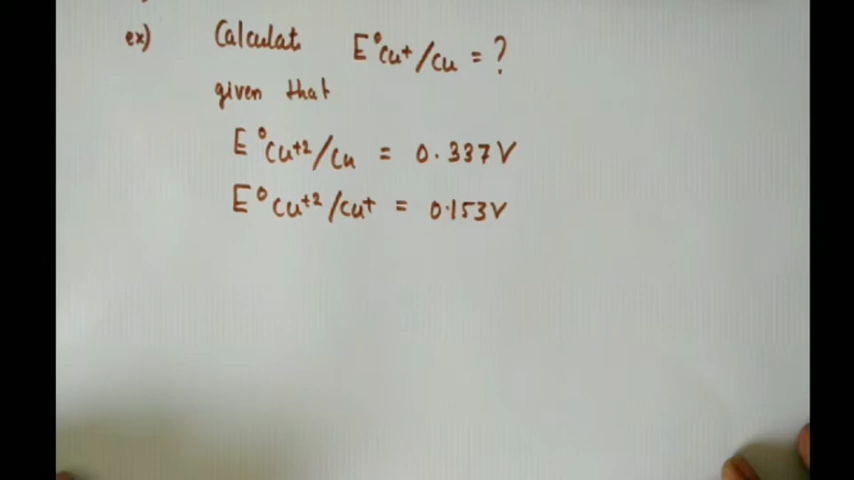 ex) Calculat E°Cu+/Cu = ?
given that
E°Cu+2/Cu = 0.337V
E°Cu+2/Cu+ = 0.153V